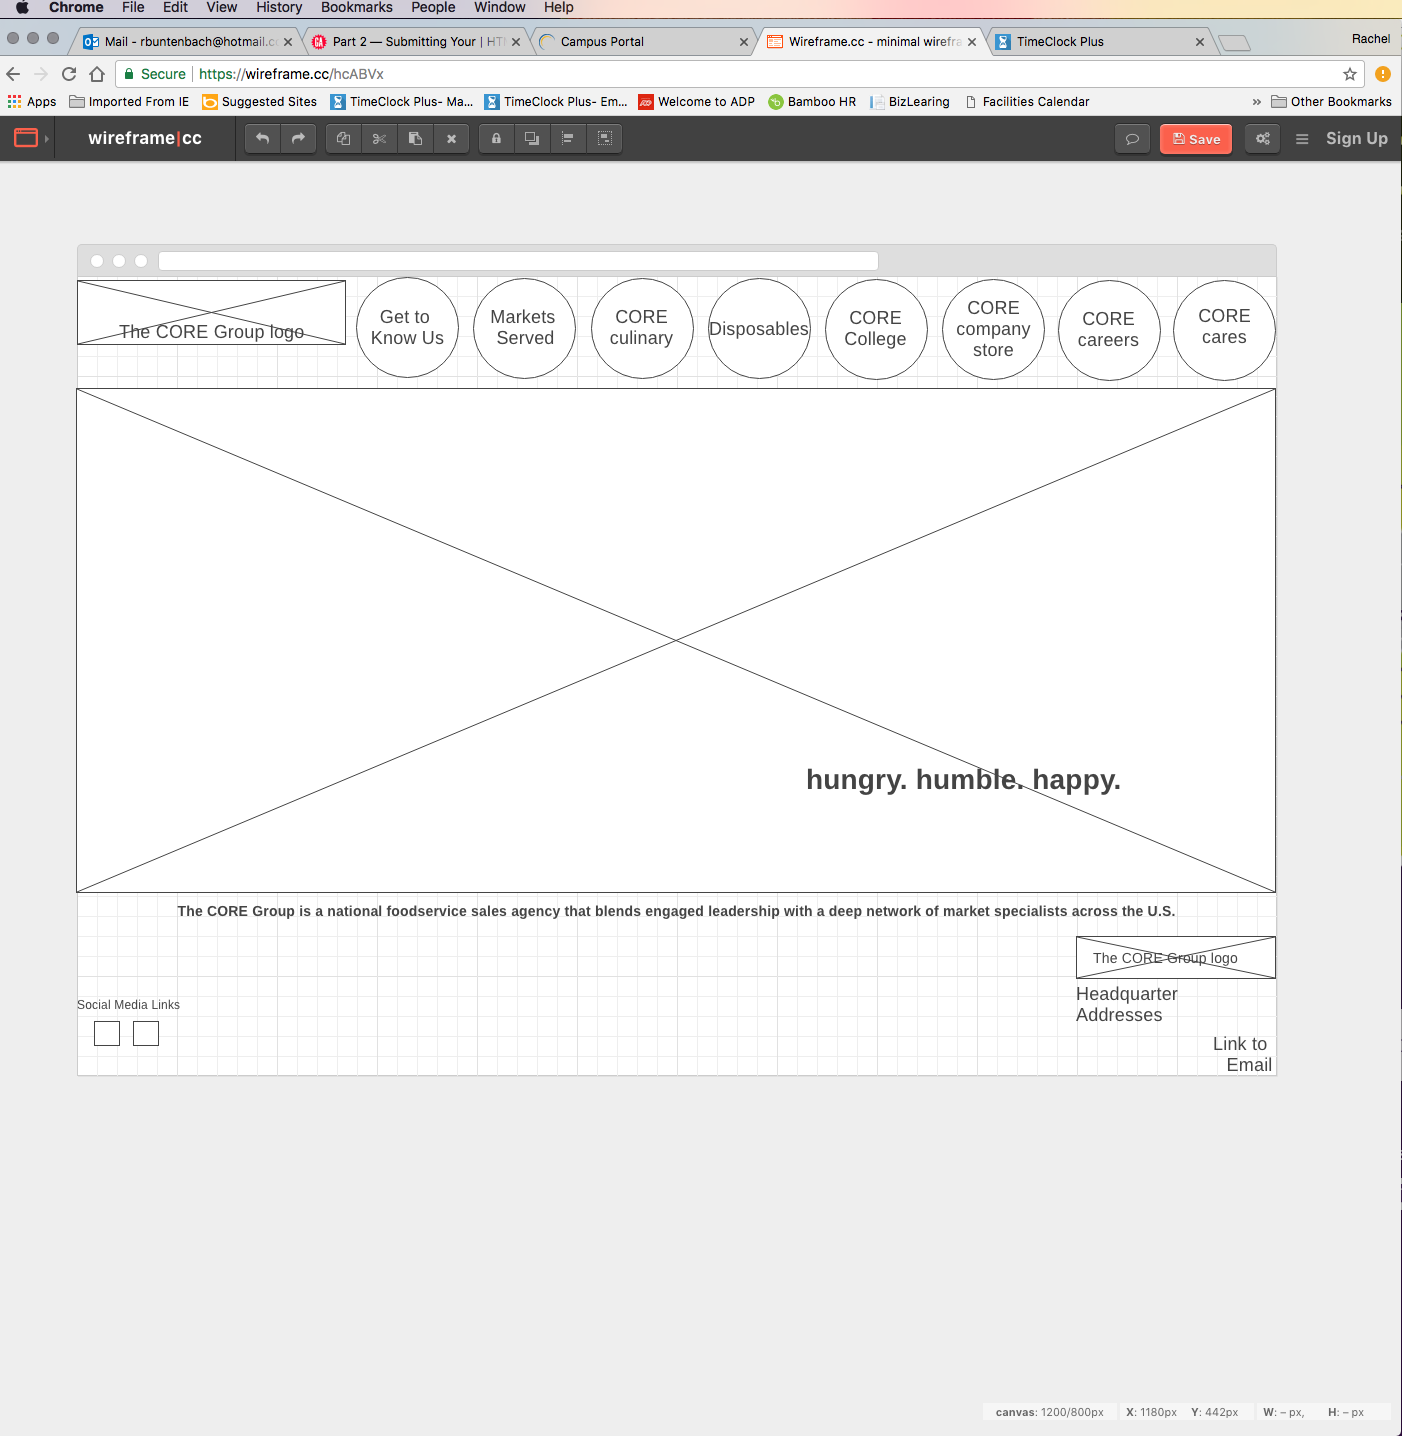 Chrome File Edit View History Bookmarks People Window Help
Mail - rbuntenbach@hotmail.c
Part 2 — Submitting Your | HT
Campus Portal
Wireframe.cc - minimal wirefra
TimeClock Plus
Rachel
Secure https://wireframe.cc/hcABVx
Apps Imported From IE Suggested Sites TimeClock Plus- Ma... TimeClock Plus- Em... Welcome to ADP Bamboo HR BizLearing Facilities Calendar » Other Bookmarks
wireframe|cc Save Sign Up
The CORE Group logo
Get to
Know Us
Markets
Served
CORE
culinary
Disposables
CORE
College
CORE
company
store
CORE
careers
CORE
cares
hungry. humble. happy.
The CORE Group is a national foodservice sales agency that blends engaged leadership with a deep network of market specialists across the U.S.
The CORE Group logo
Headquarter
Addresses
Social Media Links
Link to
Email
canvas: 1200/800px X: 1180px Y: 442px W: – px, H: – px